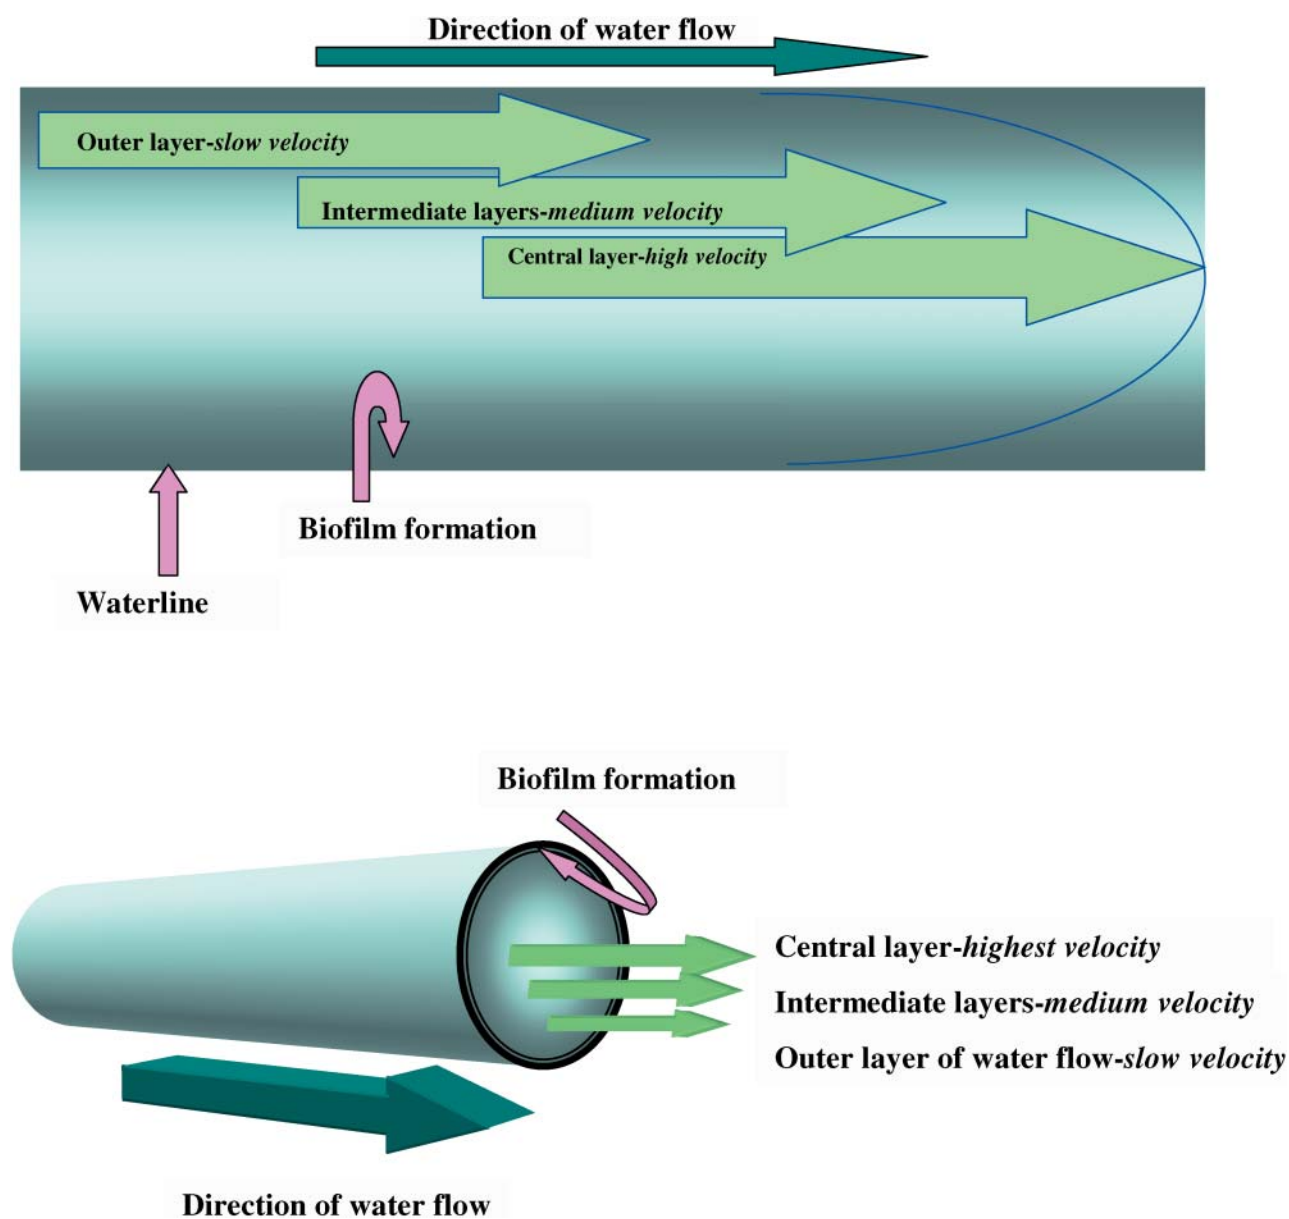 Direction of water flow
Outer layer-slow velocity
Intermediate layers-medium velocity
Central layer-high velocity
Biofilm formation
Waterline
Biofilm formation
Central layer-highest velocity
Intermediate layers-medium velocity
Outer layer of water flow-slow velocity
Direction of water flow